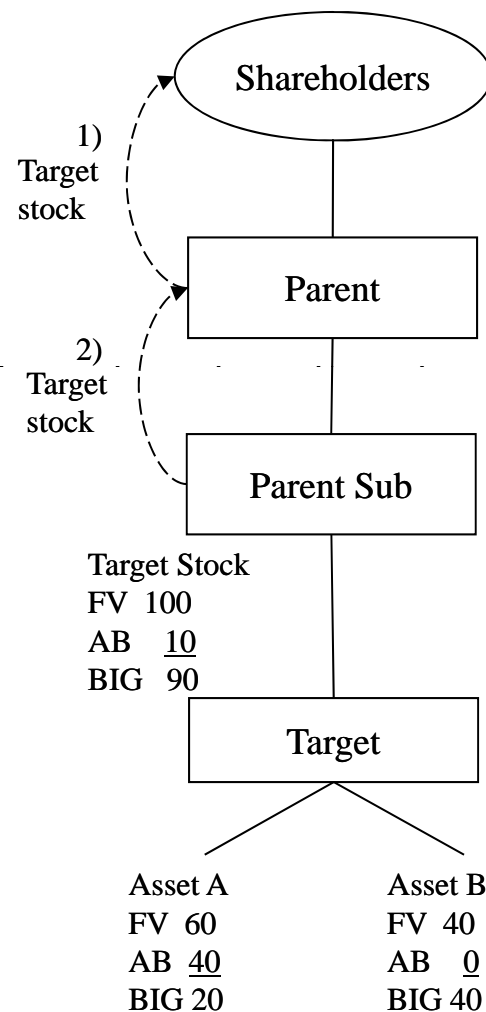 Shareholders
1)
Target
stock
Parent
2)
Target
stock
Parent Sub
Target Stock
FV 100
AB 10
BIG 90
Target
Asset A
FV 60
AB 40
BIG 20
Asset B
FV 40
AB 0
BIG 40